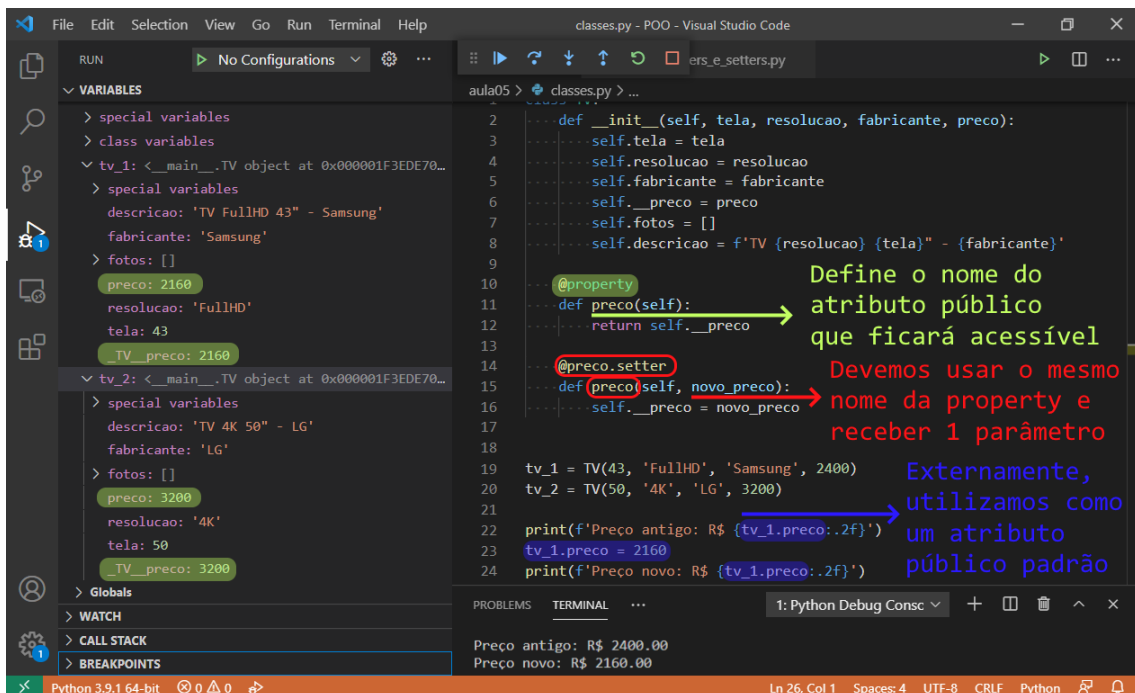 File Edit Selection View Go Run Terminal Help classes.py - POO - Visual Studio Code
RUN No Configurations ...
VARIABLES
special variables
class variables
tv_1: <__main__.TV object at 0x000001F3EDE70...
special variables
descricao: 'TV FullHD 43" - Samsung'
fabricante: 'Samsung'
fotos: []
preco: 2160
resolucao: 'FullHD'
tela: 43
_TV__preco: 2160
tv_2: <__main__.TV object at 0x000001F3EDE70...
special variables
descricao: 'TV 4K 50" - LG'
fabricante: 'LG'
fotos: []
preco: 3200
resolucao: '4K'
tela: 50
_TV__preco: 3200
Globals
WATCH
CALL STACK
BREAKPOINTS
ers_e_setters.py
aula05 > classes.py > ...
2 def __init__(self, tela, resolucao, fabricante, preco):
3 self.tela = tela
4 self.resolucao = resolucao
5 self.fabricante = fabricante
6 self.__preco = preco
7 self.fotos = []
8 self.descricao = f'TV {resolucao} {tela}" - {fabricante}'
9
10 @property
11 def preco(self):
12 return self.__preco
13
14 @preco.setter
15 def preco(self, novo_preco):
16 self.__preco = novo_preco
17
18
19 tv_1 = TV(43, 'FullHD', 'Samsung', 2400)
20 tv_2 = TV(50, '4K', 'LG', 3200)
21
22 print(f'Preço antigo: R$ {tv_1.preco:.2f}')
23 tv_1.preco = 2160
24 print(f'Preço novo: R$ {tv_1.preco:.2f}')
Define o nome do
atributo público
que ficará acessível
Devemos usar o mesmo
nome da property e
receber 1 parâmetro
Externamente,
utilizamos como
um atributo
público padrão
PROBLEMS TERMINAL ... 1: Python Debug Consc
Preço antigo: R$ 2400.00
Preço novo: R$ 2160.00
1
1
Python 3.9.1 64-bit 0 0 Ln 26, Col 1 Spaces: 4 UTF-8 CRLF Python